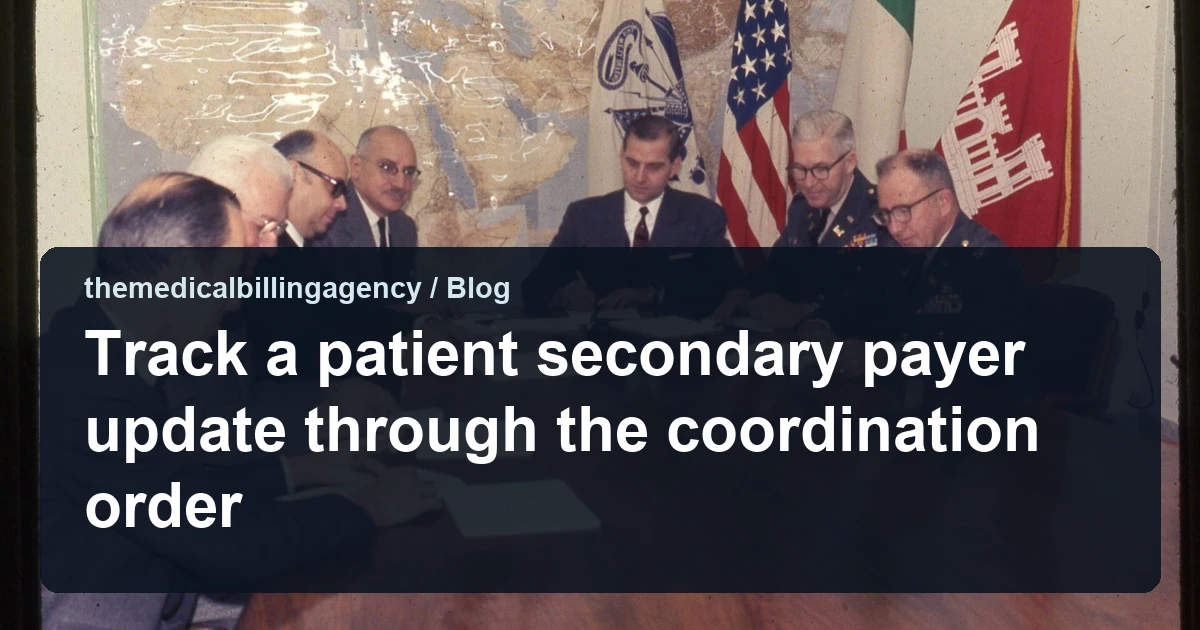 themedicalbillingagency / Blog
Track a patient secondary payer
update through the coordination
order